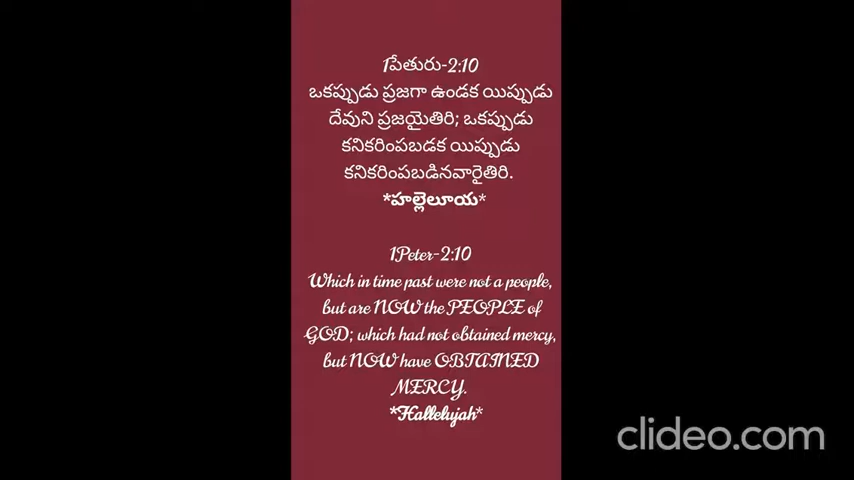 1పేతురు-2:10
ఒకప్పుడు ప్రజగా ఉండక యిప్పుడు
దేవుని ప్రజయైతిరి; ఒకప్పుడు
కనికరింపబడక యిప్పుడు
కనికరింపబడినవారైతిరి.
*హల్లెలూయ*
1Peter-2:10
Which in time past were not a people,
but are NOW the PEOPLE of
GOD; which had not obtained mercy,
but NOW have OBTAINED
MERCY.
*Hallelujah*
clideo.com